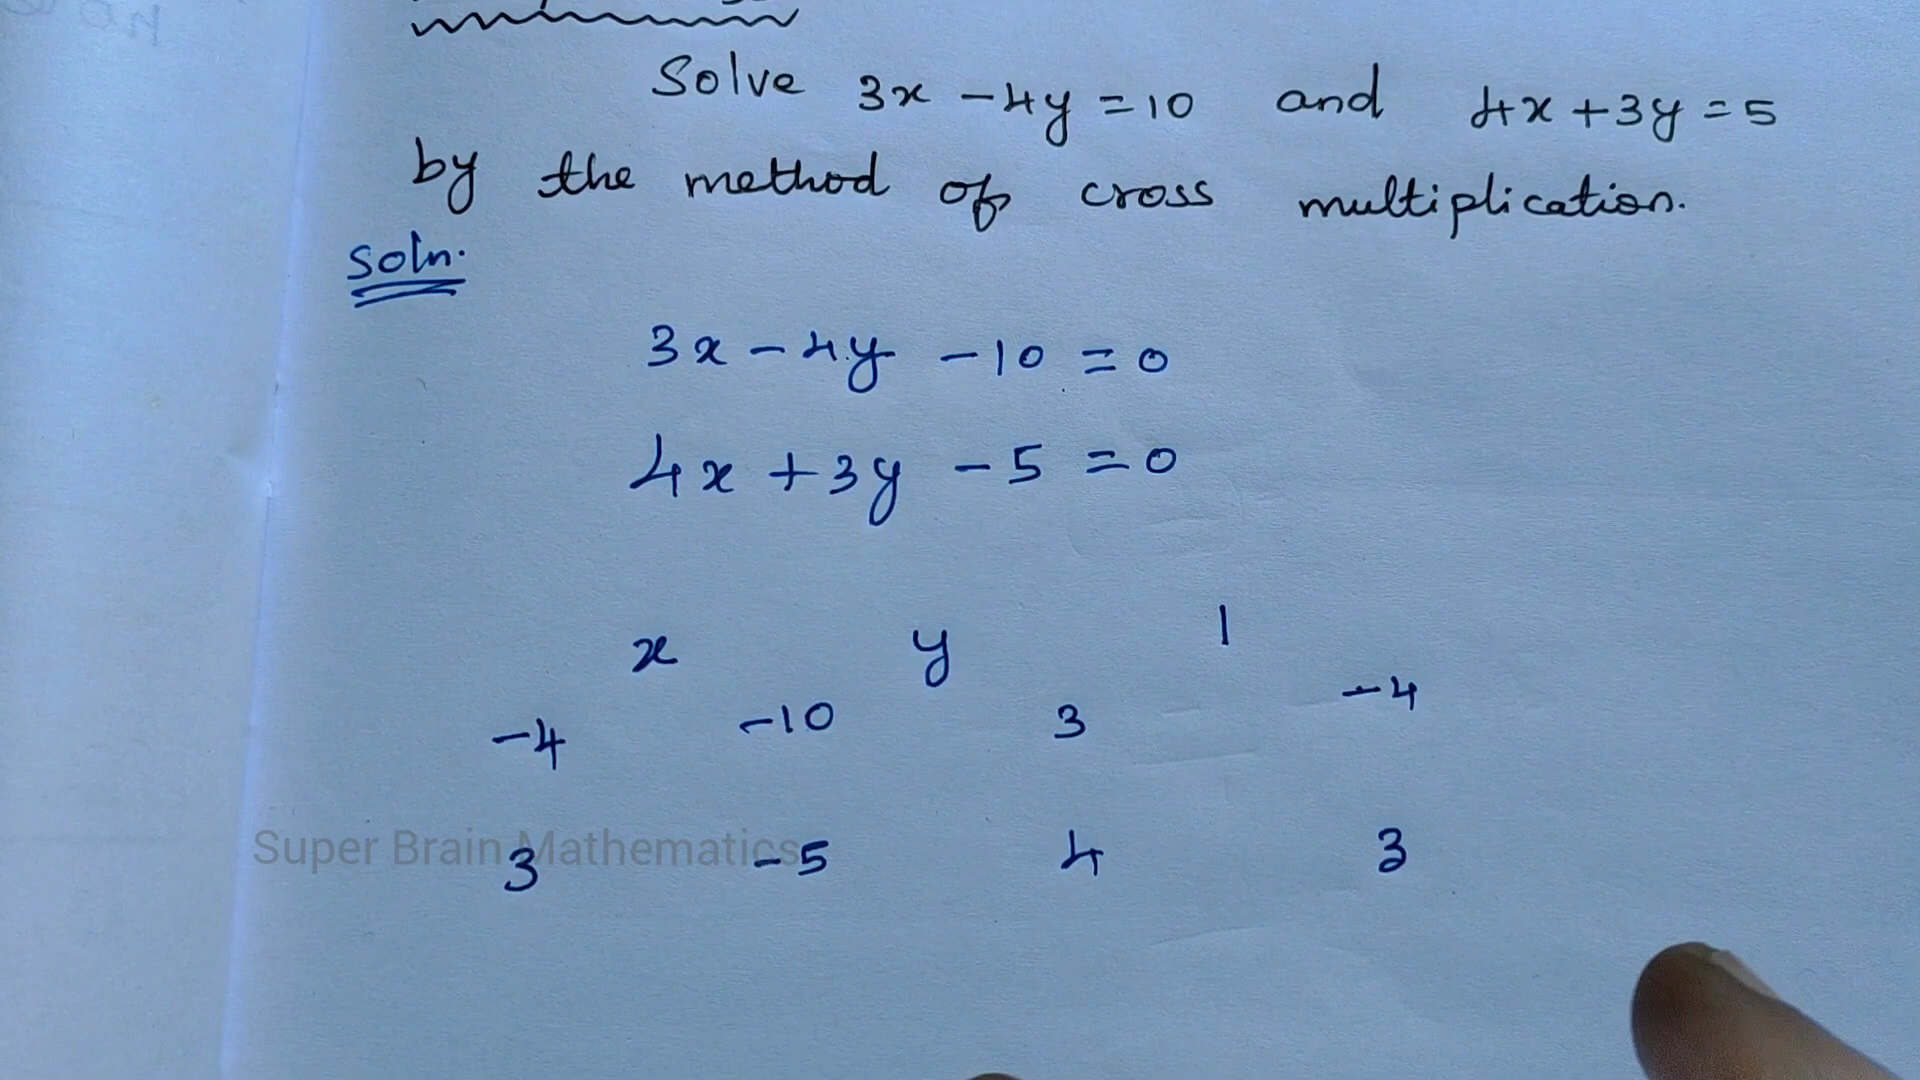 Solve 3x - 4y = 10 and 4x + 3y = 5
by the method of cross multiplication.
Soln.
3x - 4y - 10 = 0
4x + 3y - 5 = 0
x y 1
-4 -10 3 -4
3 -5 4 3
Super Brain Mathematics